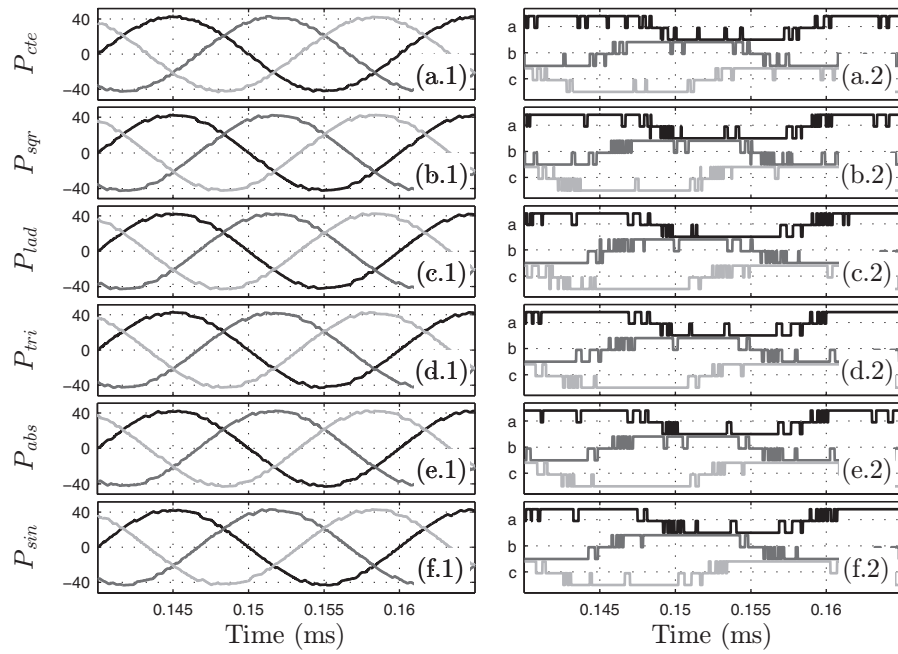 P_cte
40
0
−40
(a.1)
a
b
c
(a.2)
P_sqr
40
0
−40
(b.1)
a
b
c
(b.2)
P_lad
40
0
−40
(c.1)
a
b
c
(c.2)
P_tri
40
0
−40
(d.1)
a
b
c
(d.2)
P_abs
40
0
−40
(e.1)
a
b
c
(e.2)
P_sin
40
0
−40
(f.1)
a
b
c
(f.2)
0.145 0.15 0.155 0.16
0.145 0.15 0.155 0.16
Time (ms)
Time (ms)